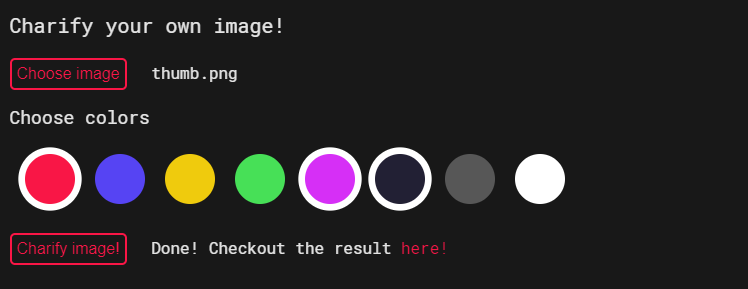 Charify your own image!
Choose image thumb.png
Choose colors
Charify image! Done! Checkout the result here!